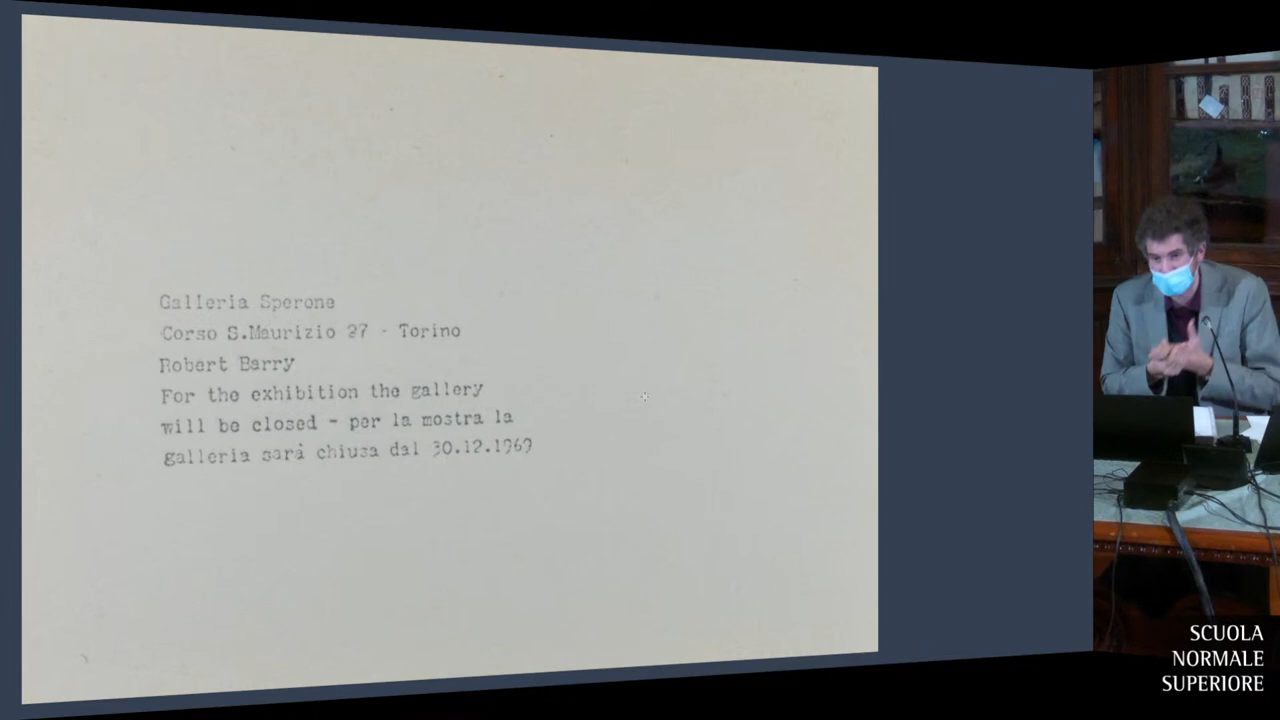 Galleria Sperone
Corso S.Maurizio 27 - Torino
Robert Barry
For the exhibition the gallery
will be closed - per la mostra la
galleria sarà chiusa dal 30.12.1969
SCUOLA
NORMALE
SUPERIORE